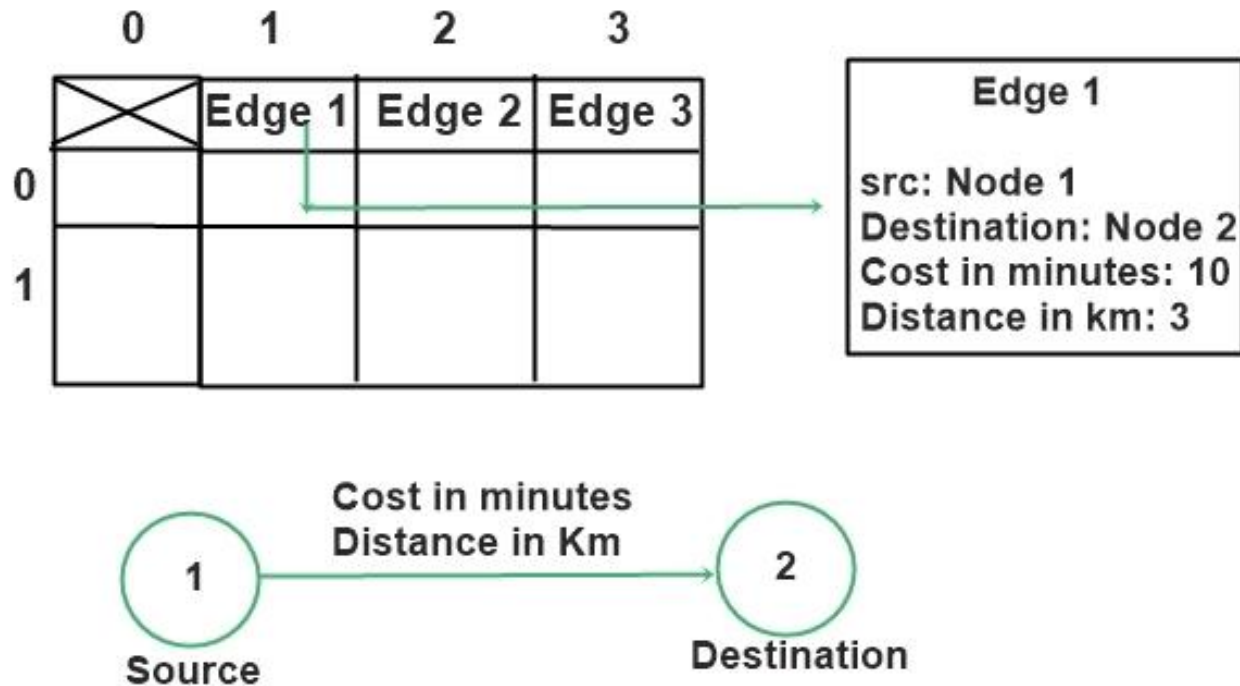 0 1 2 3
Edge 1 Edge 2 Edge 3
0
1
Edge 1
src: Node 1
Destination: Node 2
Cost in minutes: 10
Distance in km: 3
Cost in minutes
Distance in Km
1
2
Source
Destination